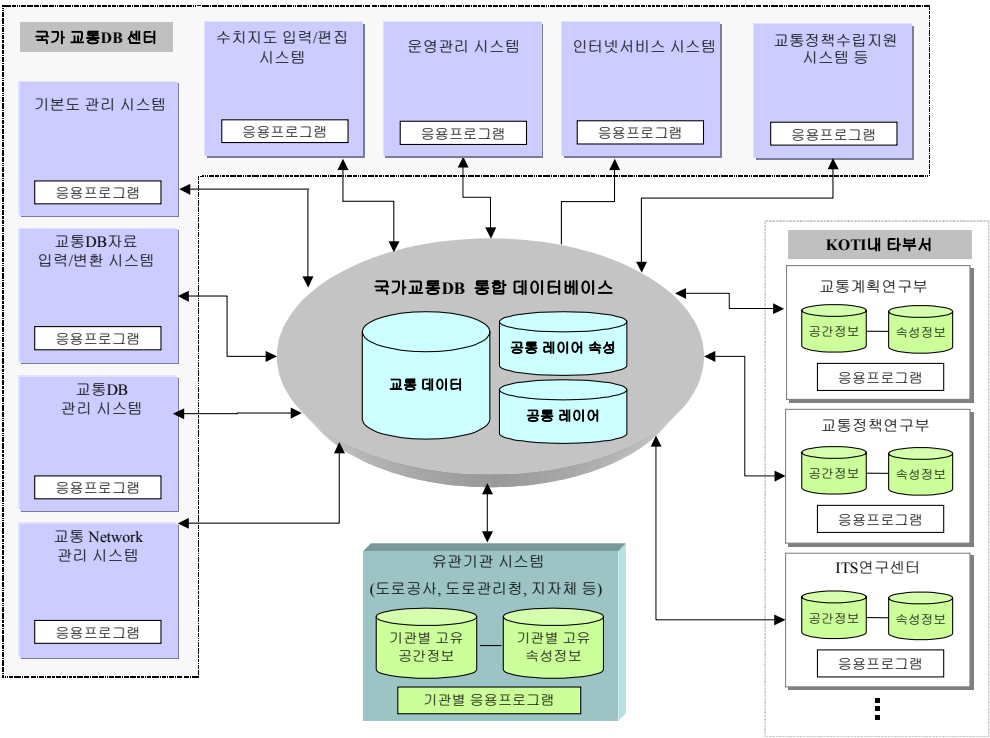 국가 교통DB 센터
수치지도 입력/편집
시스템
응용프로그램
운영관리 시스템
응용프로그램
인터넷서비스 시스템
응용프로그램
교통정책수립지원
시스템 등
응용프로그램
기본도 관리 시스템
응용프로그램
교통DB자료
입력/변환 시스템
응용프로그램
교통DB
관리 시스템
응용프로그램
교통 Network
관리 시스템
응용프로그램
국가교통DB 통합 데이터베이스
교통 데이터
공통 레이어 속성
공통 레이어
유관기관 시스템
(도로공사, 도로관리청, 지자체 등)
기관별 고유
공간정보
기관별 고유
속성정보
기관별 응용프로그램
KOTI내 타부서
교통계획연구부
공간정보
속성정보
응용프로그램
교통정책연구부
공간정보
속성정보
응용프로그램
ITS연구센터
공간정보
속성정보
응용프로그램